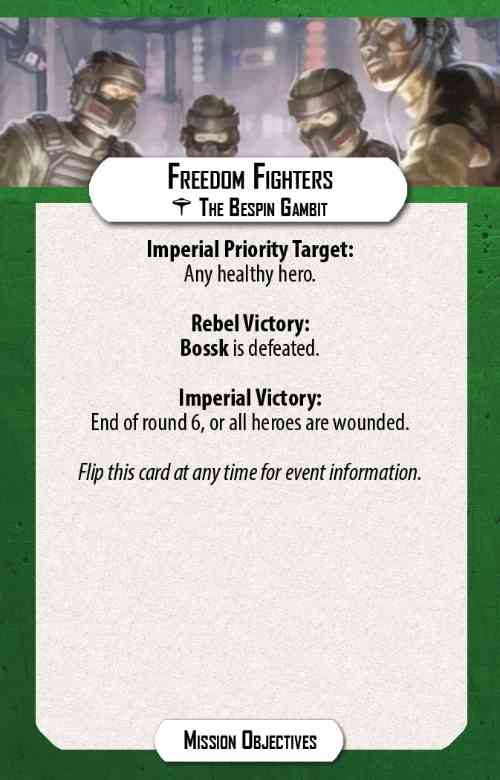 Freedom Fighters
The Bespin Gambit
Imperial Priority Target:
Any healthy hero.
Rebel Victory:
Bossk is defeated.
Imperial Victory:
End of round 6, or all heroes are wounded.
Flip this card at any time for event information.
Mission Objectives